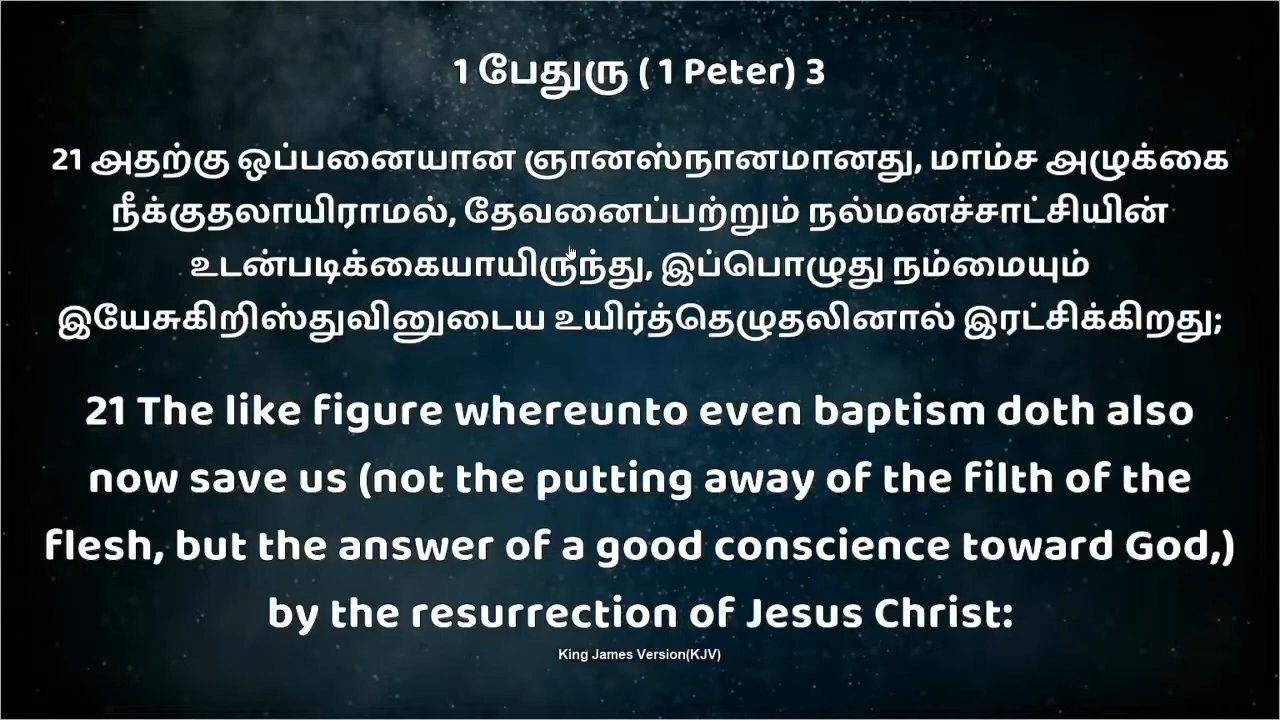 1 பேதுரு ( 1 Peter) 3
21 அதற்கு ஒப்பனையான ஞானஸ்நானமானது, மாம்ச அழுக்கை
நீக்குதலாயிராமல், தேவனைப்பற்றும் நல்மனச்சாட்சியின்
உடன்படிக்கையாயிருந்து, இப்பொழுது நம்மையும்
இயேசுகிறிஸ்துவினுடைய உயிர்த்தெழுதலினால் இரட்சிக்கிறது;
21 The like figure whereunto even baptism doth also
now save us (not the putting away of the filth of the
flesh, but the answer of a good conscience toward God,)
by the resurrection of Jesus Christ:
King James Version(KJV)